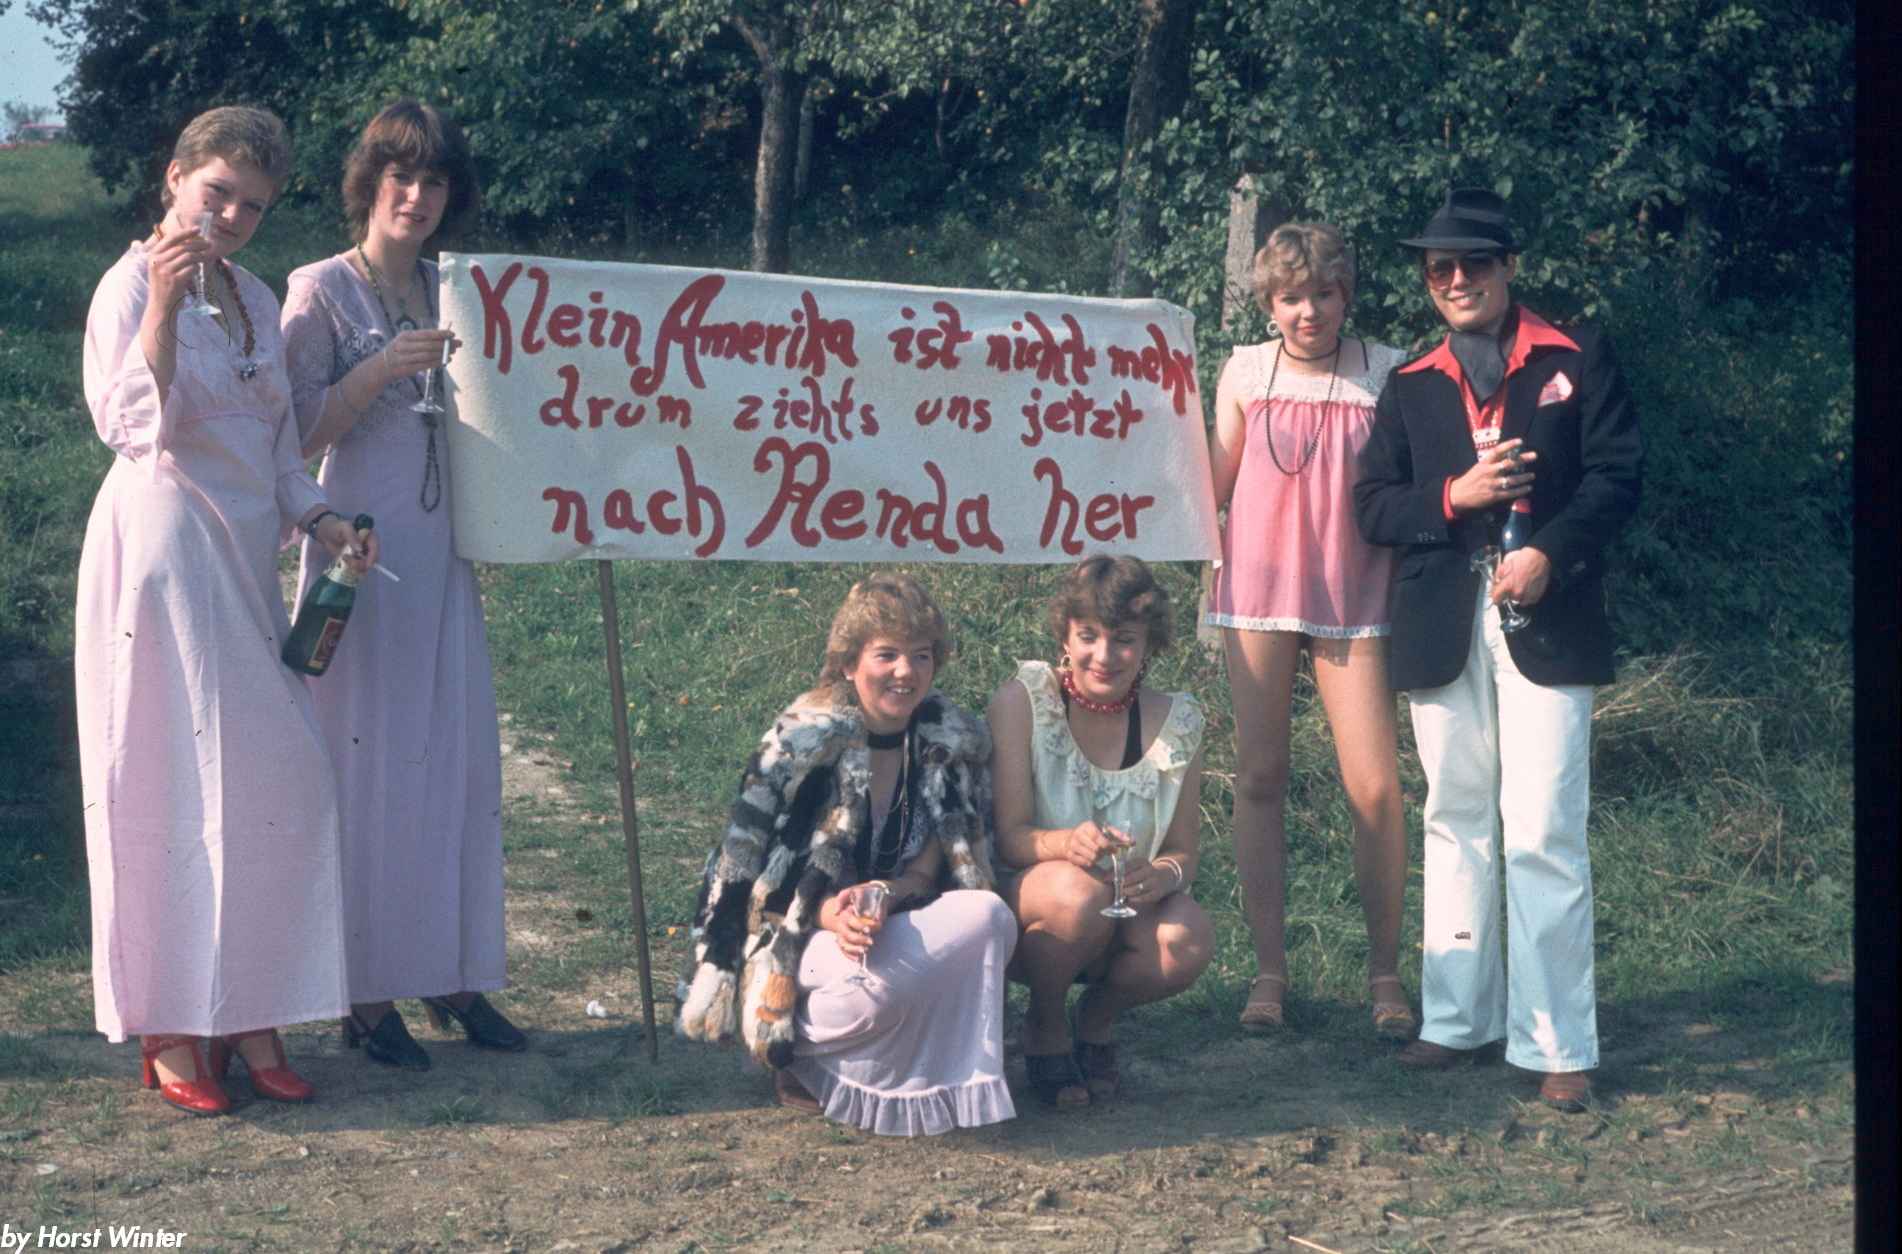 Klein Amerika ist nicht mehr
drum ziehts uns jetzt
nach Renda her
by Horst Winter